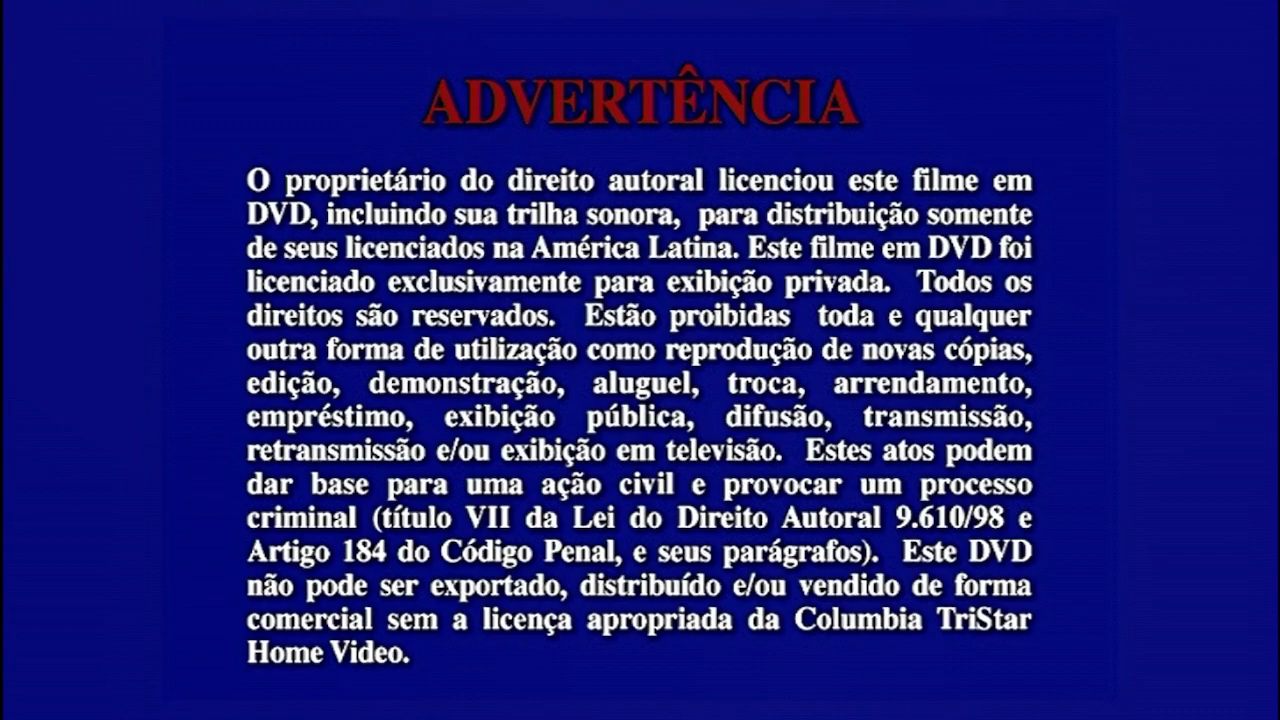 ADVERTÊNCIA
O proprietário do direito autoral licenciou este filme em
DVD, incluindo sua trilha sonora, para distribuição somente
de seus licenciados na América Latina. Este filme em DVD foi
licenciado exclusivamente para exibição privada. Todos os
direitos são reservados. Estão proibidas toda e qualquer
outra forma de utilização como reprodução de novas cópias,
edição, demonstração, aluguel, troca, arrendamento,
empréstimo, exibição pública, difusão, transmissão,
retransmissão e/ou exibição em televisão. Estes atos podem
dar base para uma ação civil e provocar um processo
criminal (título VII da Lei do Direito Autoral 9.610/98 e
Artigo 184 do Código Penal, e seus parágrafos). Este DVD
não pode ser exportado, distribuído e/ou vendido de forma
comercial sem a licença apropriada da Columbia TriStar
Home Video.